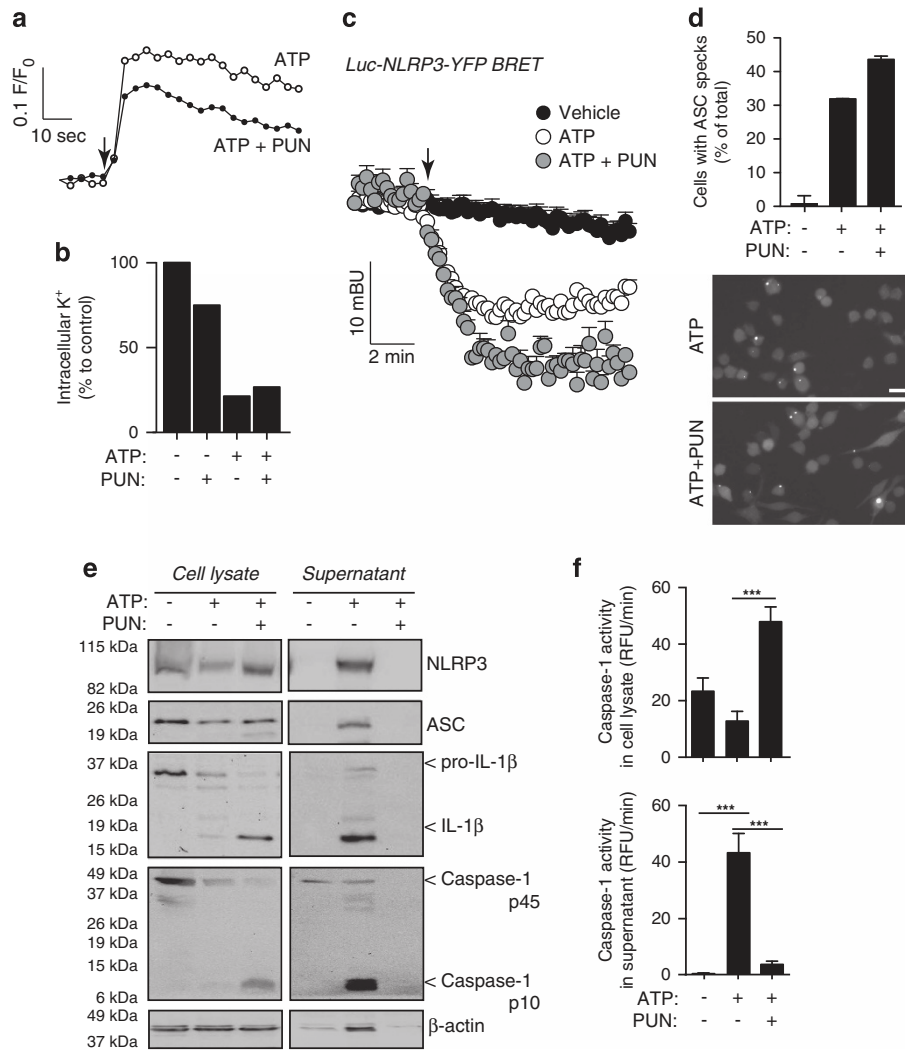 a
ATP
0.1 F/F0
10 sec
ATP + PUN
b
100
50
0
Intracellular K+
(% to control)
ATP: - - + +
PUN: - + - +
c
Luc-NLRP3-YFP BRET
Vehicle
ATP
ATP + PUN
10 mBU
2 min
d
50
40
30
20
10
0
Cells with ASC specks
(% of total)
ATP: - + +
PUN: - - +
ATP
ATP+PUN
e
Cell lysate Supernatant
ATP: - + + - + +
PUN: - - + - - +
115 kDa
NLRP3
82 kDa
26 kDa
ASC
19 kDa
37 kDa
< pro-IL-1β
26 kDa
19 kDa
< IL-1β
15 kDa
49 kDa
< Caspase-1
37 kDa
p45
26 kDa
19 kDa
15 kDa
< Caspase-1
6 kDa
p10
49 kDa
β-actin
37 kDa
f
60
40
20
0
Caspase-1 activity
in cell lysate (RFU/min)
***
60
40
20
0
Caspase-1 activity
in supernatant (RFU/min)
***
***
ATP: - + +
PUN: - - +